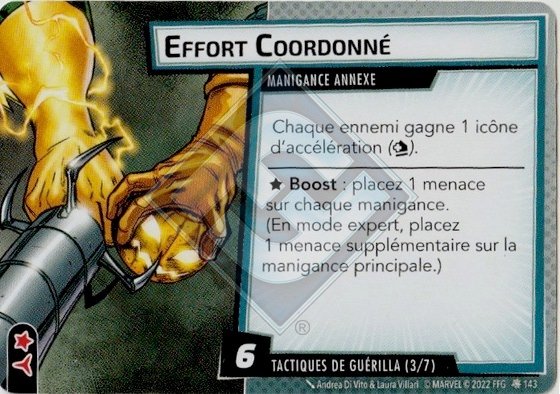 EFFORT COORDONNÉ
MANIGANCE ANNEXE
Chaque ennemi gagne 1 icône
d'accélération ( ).
★ Boost : placez 1 menace
sur chaque manigance.
(En mode expert, placez
1 menace supplémentaire sur la
manigance principale.)
®
6
TACTIQUES DE GUÉRILLA (3/7)
Andrea Di Vito & Laura Villari © MARVEL © 2022 FFG 143